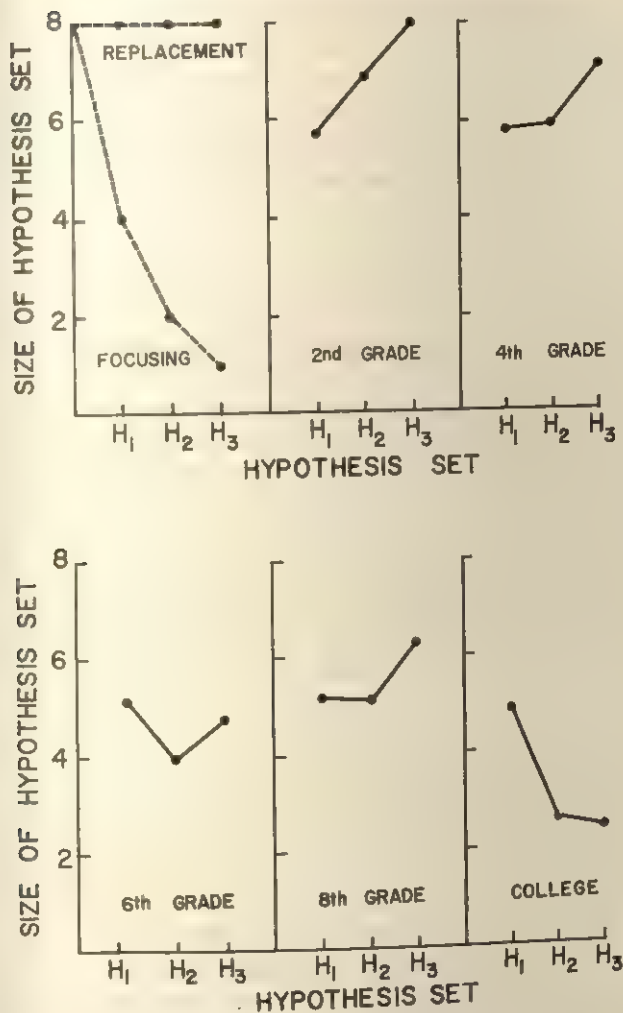 SIZE OF HYPOTHESIS SET
8
6
4
2
REPLACEMENT
FOCUSING
2nd GRADE
4th GRADE
H₁ H₂ H₃ H₁ H₂ H₃ H₁ H₂ H₃
HYPOTHESIS SET
SIZE OF HYPOTHESIS SET
8
6
4
2
6th GRADE
8th GRADE
COLLEGE
H₁ H₂ H₃ H₁ H₂ H₃ H₁ H₂ H₃
HYPOTHESIS SET